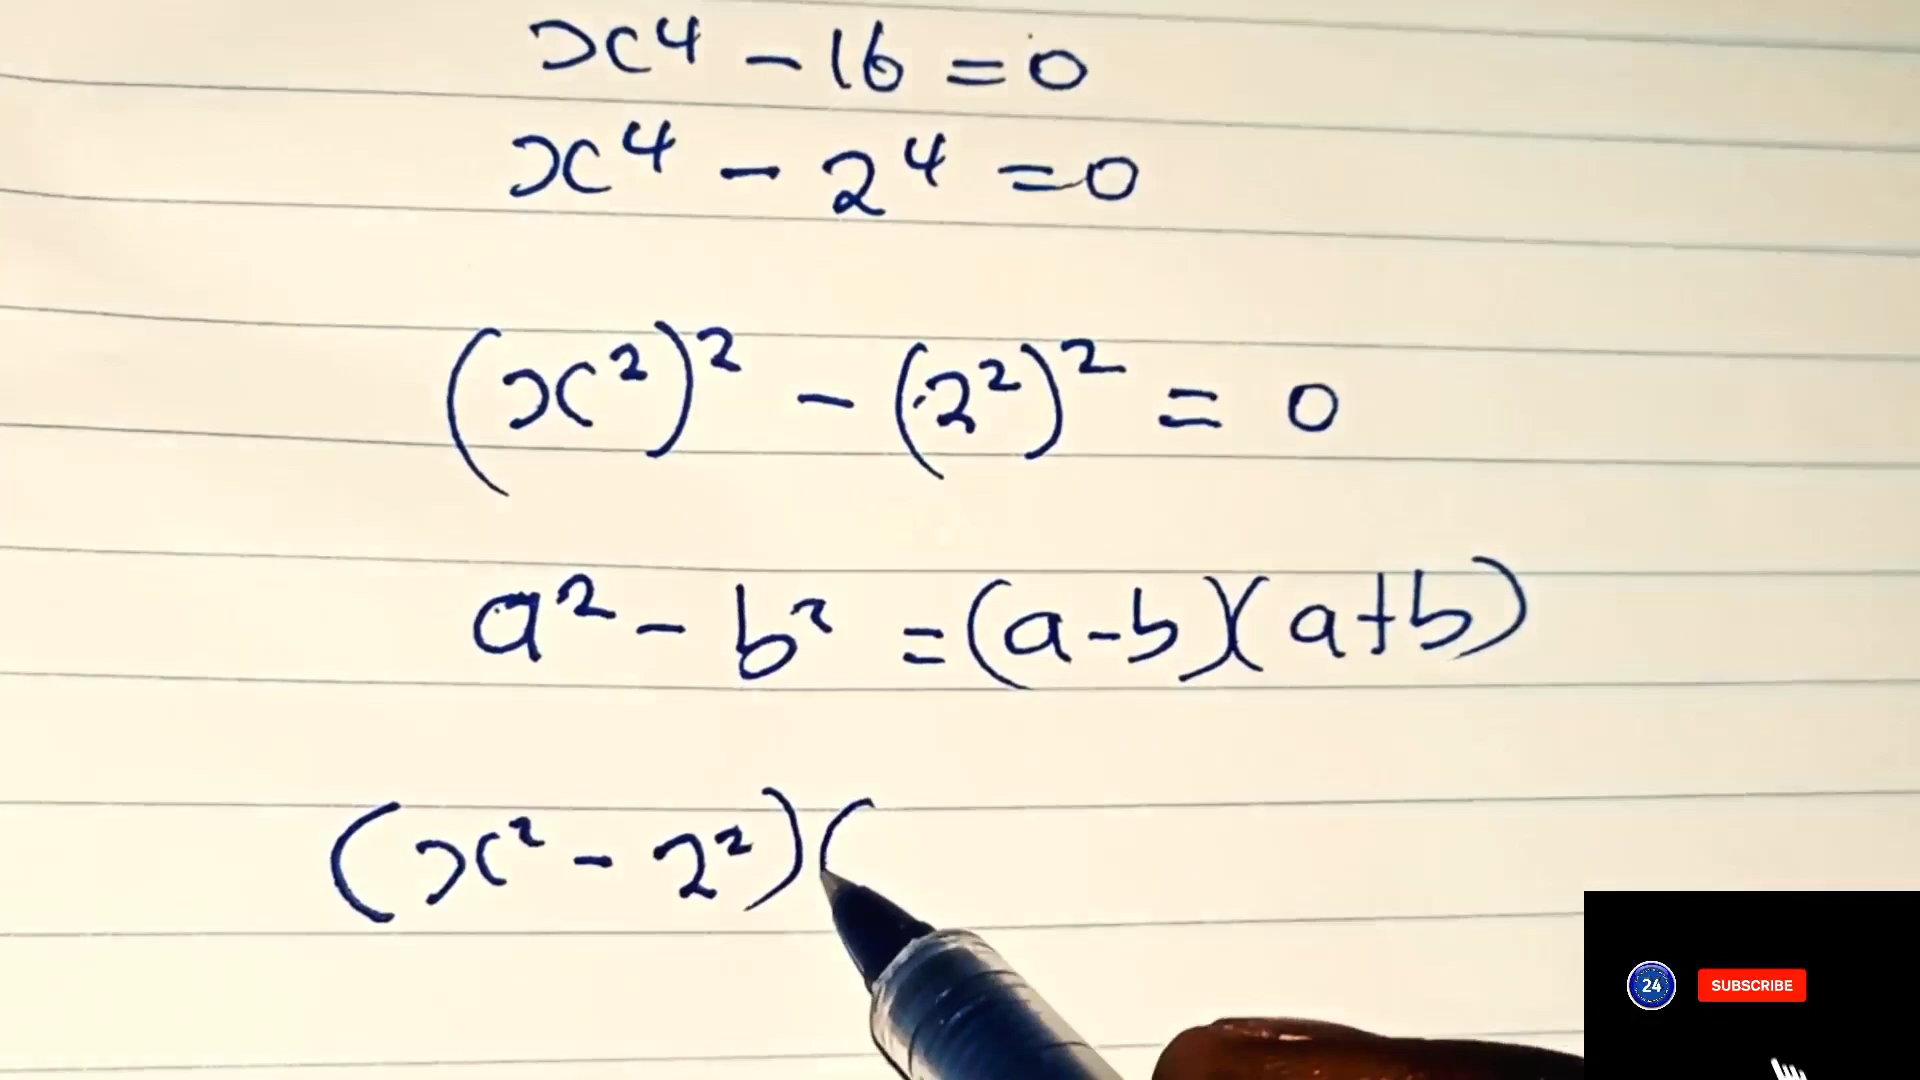 x⁴ - 16 = 0
x⁴ - 2⁴ = 0
(x²)² - (2²)² = 0
a² - b² = (a-b)(a+b)
(x² - 2²)(
24 SUBSCRIBE